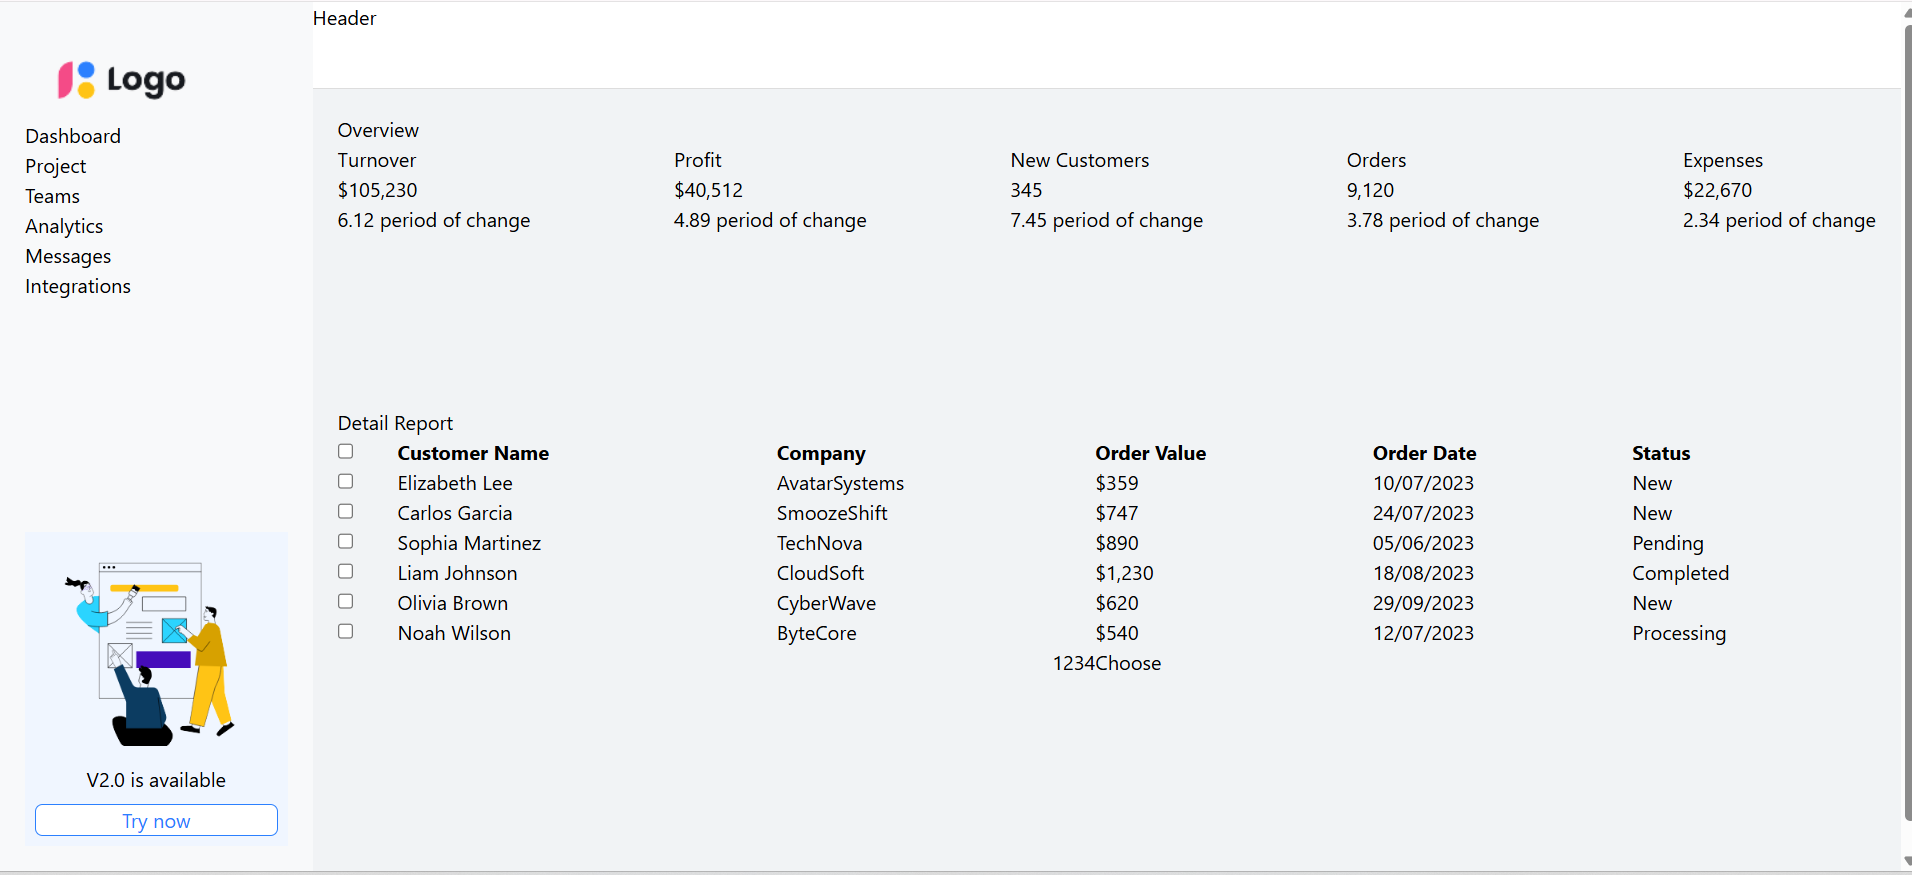 Header
Logo
Dashboard
Project
Teams
Analytics
Messages
Integrations
V2.0 is available
Try now
Overview
Turnover Profit New Customers Orders Expenses
$105,230 $40,512 345 9,120 $22,670
6.12 period of change 4.89 period of change 7.45 period of change 3.78 period of change 2.34 period of change
Detail Report
Customer Name Company Order Value Order Date Status
Elizabeth Lee AvatarSystems $359 10/07/2023 New
Carlos Garcia SmoozeShift $747 24/07/2023 New
Sophia Martinez TechNova $890 05/06/2023 Pending
Liam Johnson CloudSoft $1,230 18/08/2023 Completed
Olivia Brown CyberWave $620 29/09/2023 New
Noah Wilson ByteCore $540 12/07/2023 Processing
1234Choose